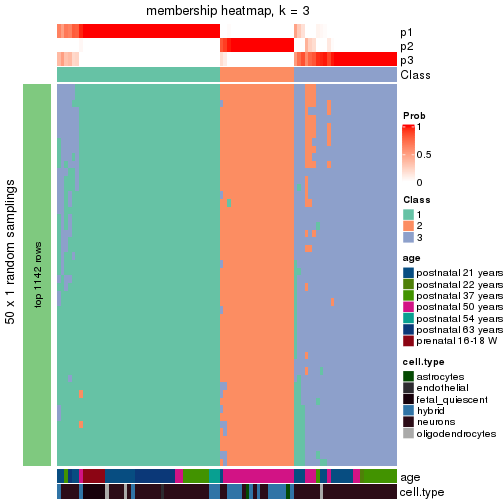 membership heatmap, k = 3
p1
p2
p3
Class
50 x 1 random samplings
top 1142 rows
Prob
1
0.5
0
Class
1
2
3
age
postnatal 21 years
postnatal 22 years
postnatal 37 years
postnatal 50 years
postnatal 54 years
postnatal 63 years
prenatal 16-18 W
cell.type
astrocytes
endothelial
fetal_quiescent
hybrid
neurons
oligodendrocytes
age
cell.type